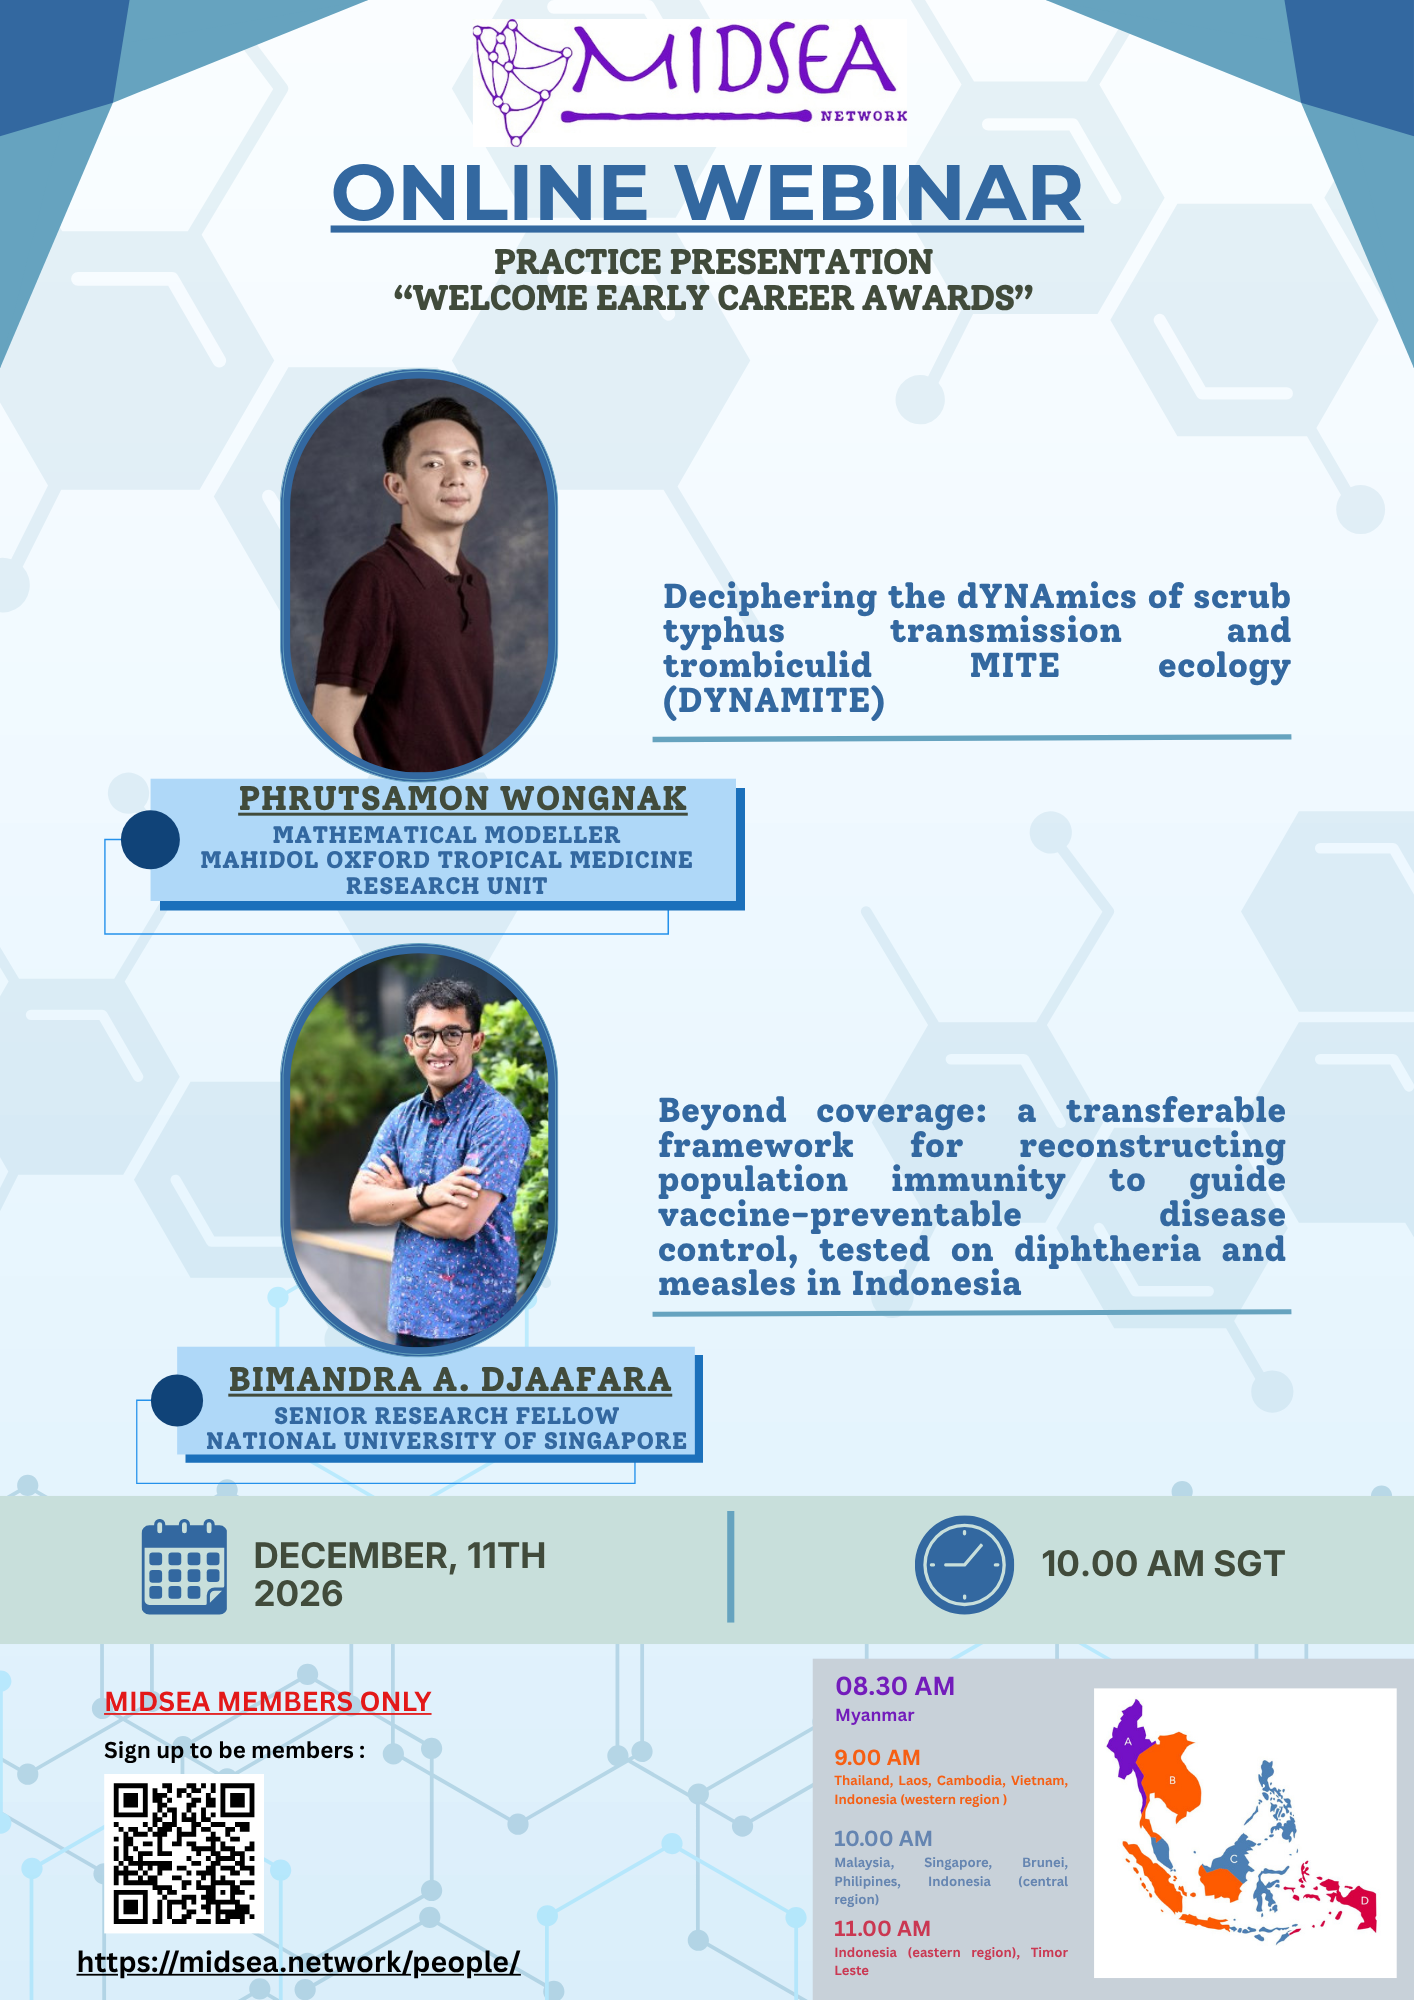 MIDSEA
NETWORK
ONLINE WEBINAR
PRACTICE PRESENTATION
“WELCOME EARLY CAREER AWARDS”
Deciphering the dYNAmics of scrub
typhus transmission and
trombiculid MITE ecology
(DYNAMITE)
PHRUTSAMON WONGNAK
MATHEMATICAL MODELLER
MAHIDOL OXFORD TROPICAL MEDICINE
RESEARCH UNIT
Beyond coverage: a transferable
framework for reconstructing
population immunity to guide
vaccine-preventable disease
control, tested on diphtheria and
measles in Indonesia
BIMANDRA A. DJAAFARA
SENIOR RESEARCH FELLOW
NATIONAL UNIVERSITY OF SINGAPORE
DECEMBER, 11TH
2026
10.00 AM SGT
MIDSEA MEMBERS ONLY
Sign up to be members :
https://midsea.network/people/
08.30 AM
Myanmar
9.00 AM
Thailand, Laos, Cambodia, Vietnam,
Indonesia (western region )
10.00 AM
Malaysia, Singapore, Brunei,
Philipines, Indonesia (central
region)
11.00 AM
Indonesia (eastern region), Timor
Leste
A
B
C
D